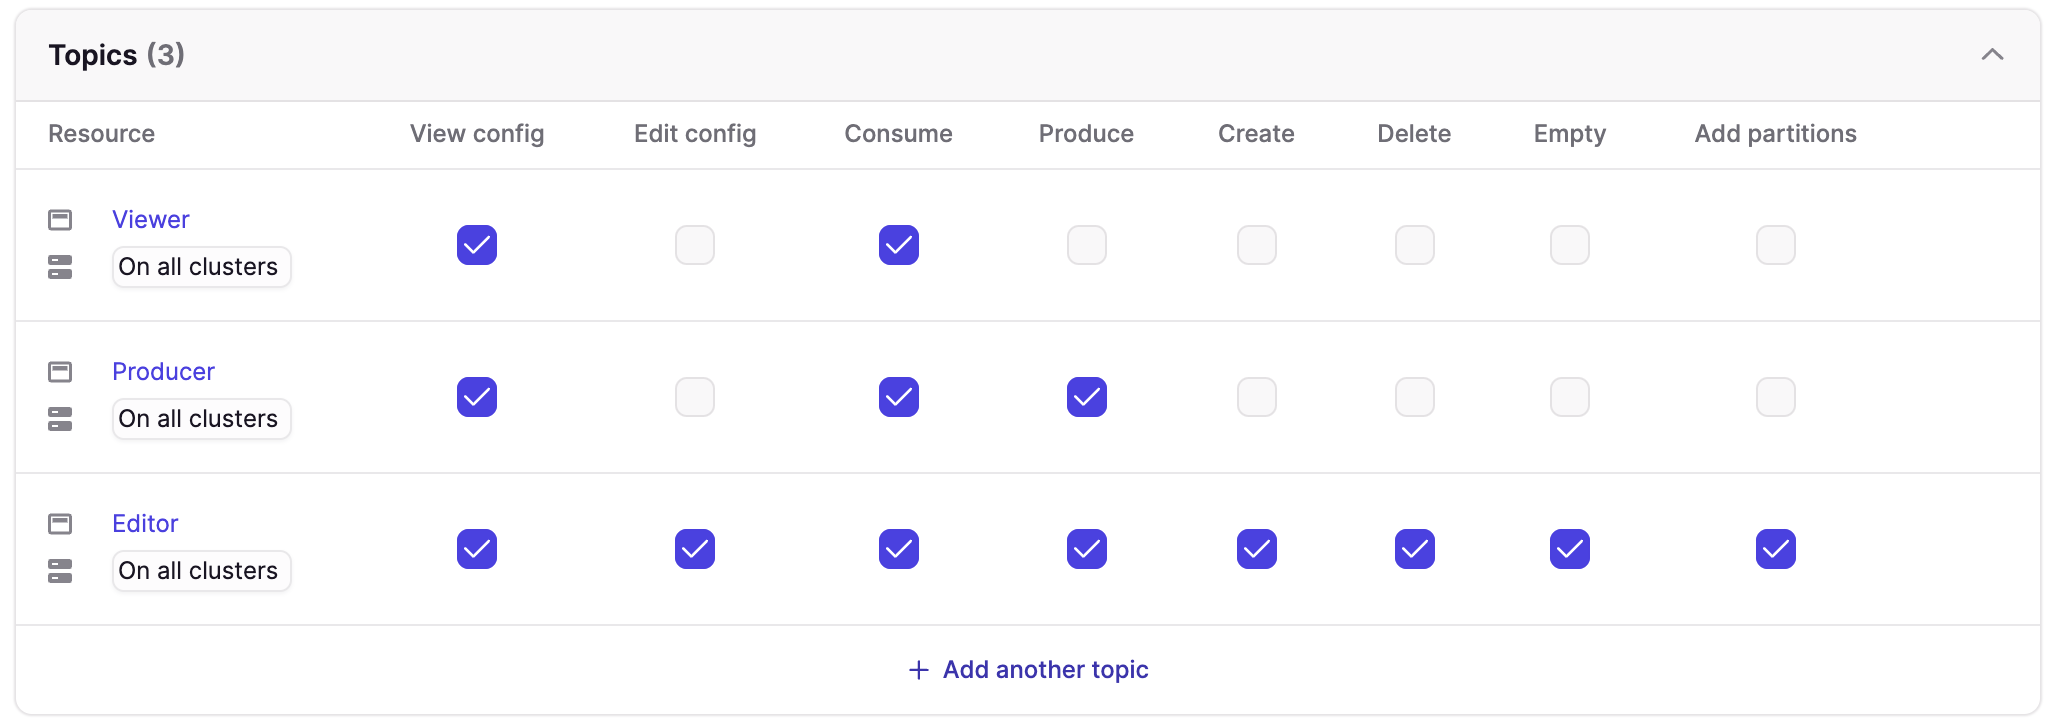 Topics (3)
Resource View config Edit config Consume Produce Create Delete Empty Add partitions
Viewer
On all clusters
Producer
On all clusters
Editor
On all clusters
+ Add another topic